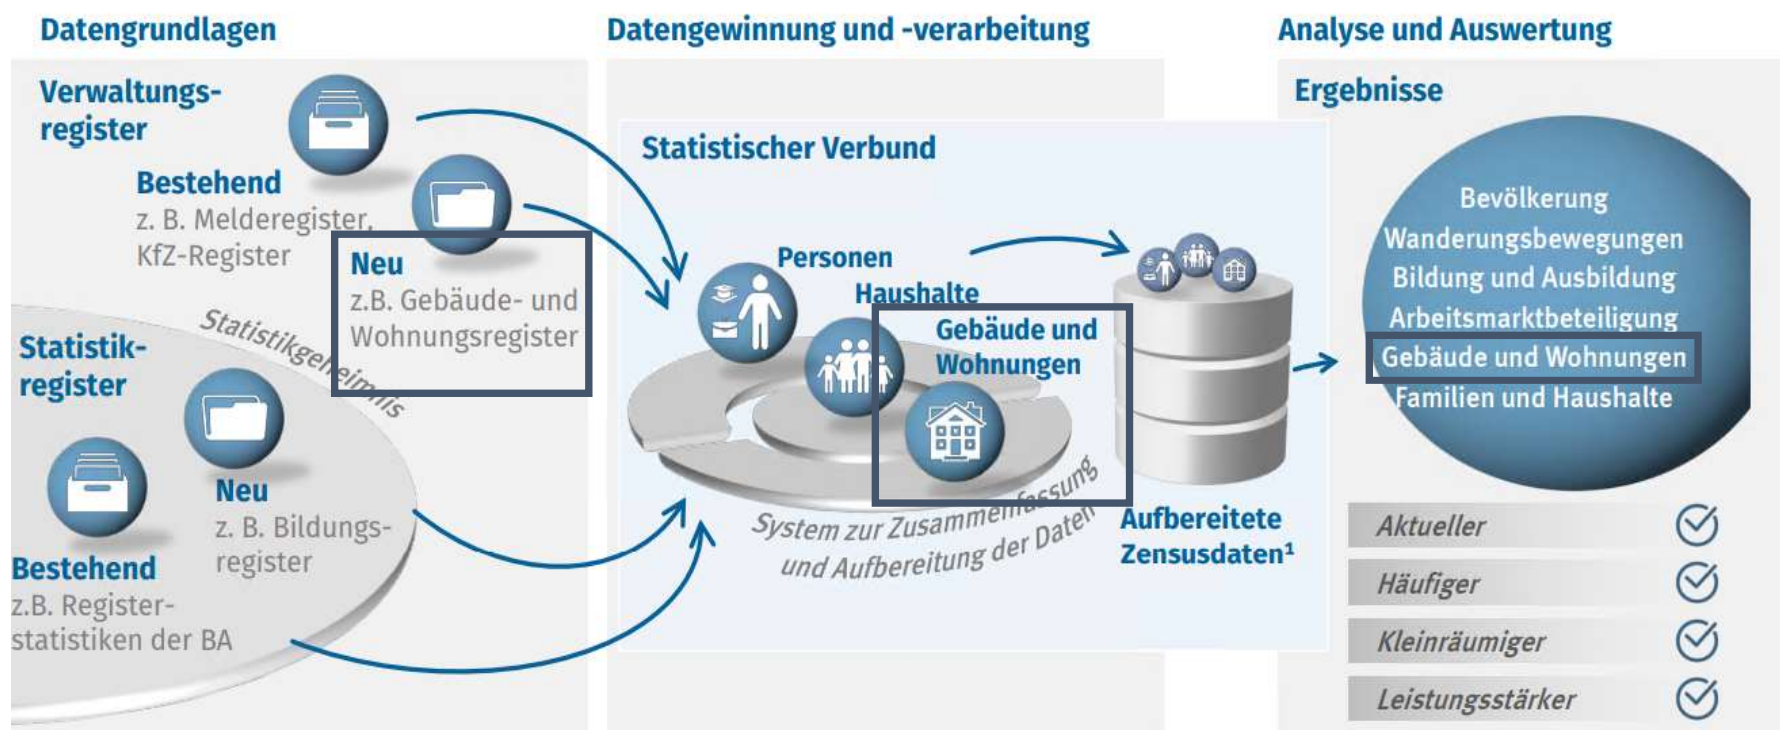 Datengrundlagen
Verwaltungs-
register
Bestehend
z. B. Melderegister,
KfZ-Register
Neu
z.B. Gebäude- und
Wohnungsregister
Statistikgeheimnis
Statistik-
register
Neu
z. B. Bildungs-
register
Bestehend
z.B. Register-
statistiken der BA
Datengewinnung und -verarbeitung
Statistischer Verbund
Personen
Haushalte
Gebäude und
Wohnungen
System zur Zusammenfassung
und Aufbereitung der Daten
Aufbereitete
Zensusdaten¹
Analyse und Auswertung
Ergebnisse
Bevölkerung
Wanderungsbewegungen
Bildung und Ausbildung
Arbeitsmarktbeteiligung
Gebäude und Wohnungen
Familien und Haushalte
Aktueller
Häufiger
Kleinräumiger
Leistungsstärker